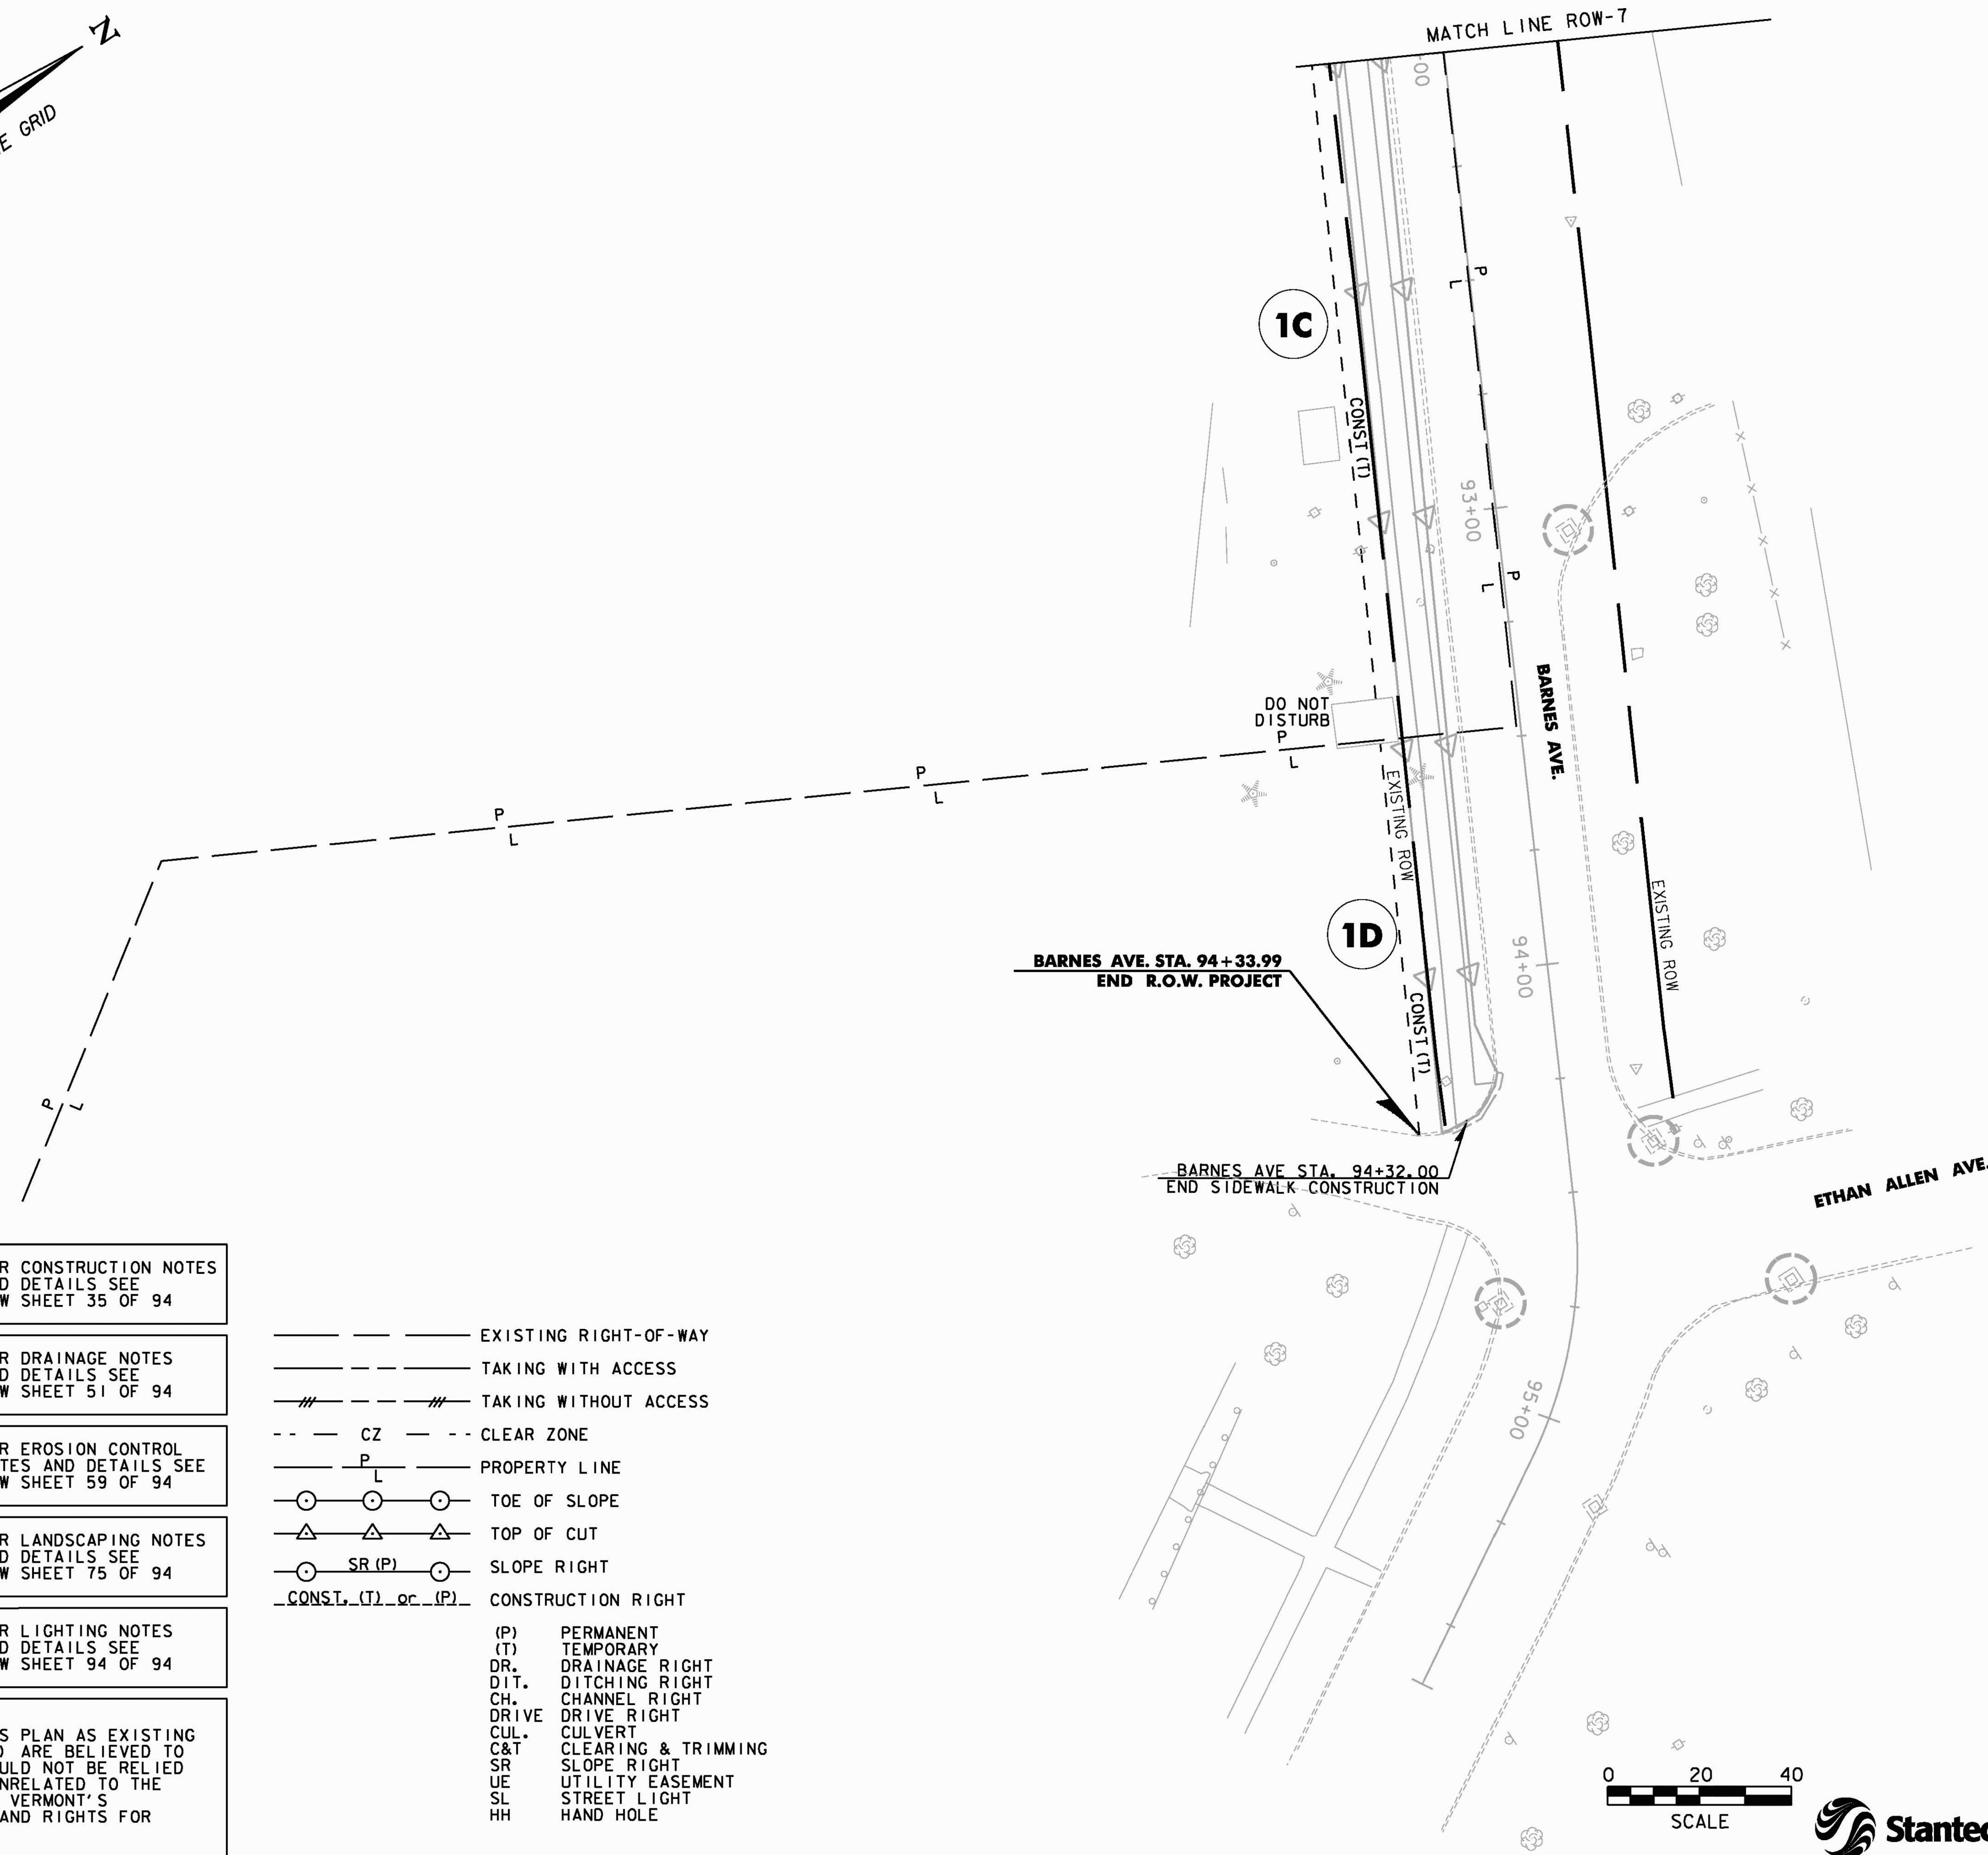 N
GRID
MATCH LINE ROW-7
00
P
L
1C
CONST (T)
93+00
P
L
BARNES AVE.
DO NOT
DISTURB
P
L
P
L
P
L
EXISTING ROW
EXISTING ROW
1D
94+00
BARNES AVE. STA. 94+33.99
END R.O.W. PROJECT
CONST (T)
P
L
BARNES AVE STA. 94+32.00
END SIDEWALK CONSTRUCTION
ETHAN ALLEN AVE.
95+00
R CONSTRUCTION NOTES
D DETAILS SEE
W SHEET 35 OF 94
R DRAINAGE NOTES
D DETAILS SEE
W SHEET 51 OF 94
R EROSION CONTROL
TES AND DETAILS SEE
W SHEET 59 OF 94
R LANDSCAPING NOTES
D DETAILS SEE
W SHEET 75 OF 94
R LIGHTING NOTES
D DETAILS SEE
W SHEET 94 OF 94
S PLAN AS EXISTING
) ARE BELIEVED TO
ULD NOT BE RELIED
NRELATED TO THE
VERMONT'S
AND RIGHTS FOR
EXISTING RIGHT-OF-WAY
TAKING WITH ACCESS
TAKING WITHOUT ACCESS
CZ CLEAR ZONE
P
L PROPERTY LINE
TOE OF SLOPE
TOP OF CUT
SR (P) SLOPE RIGHT
CONST. (T) or (P) CONSTRUCTION RIGHT
(P) PERMANENT
(T) TEMPORARY
DR. DRAINAGE RIGHT
DIT. DITCHING RIGHT
CH. CHANNEL RIGHT
DRIVE DRIVE RIGHT
CUL. CULVERT
C&T CLEARING & TRIMMING
SR SLOPE RIGHT
UE UTILITY EASEMENT
SL STREET LIGHT
HH HAND HOLE
0 20 40
SCALE
Stantec